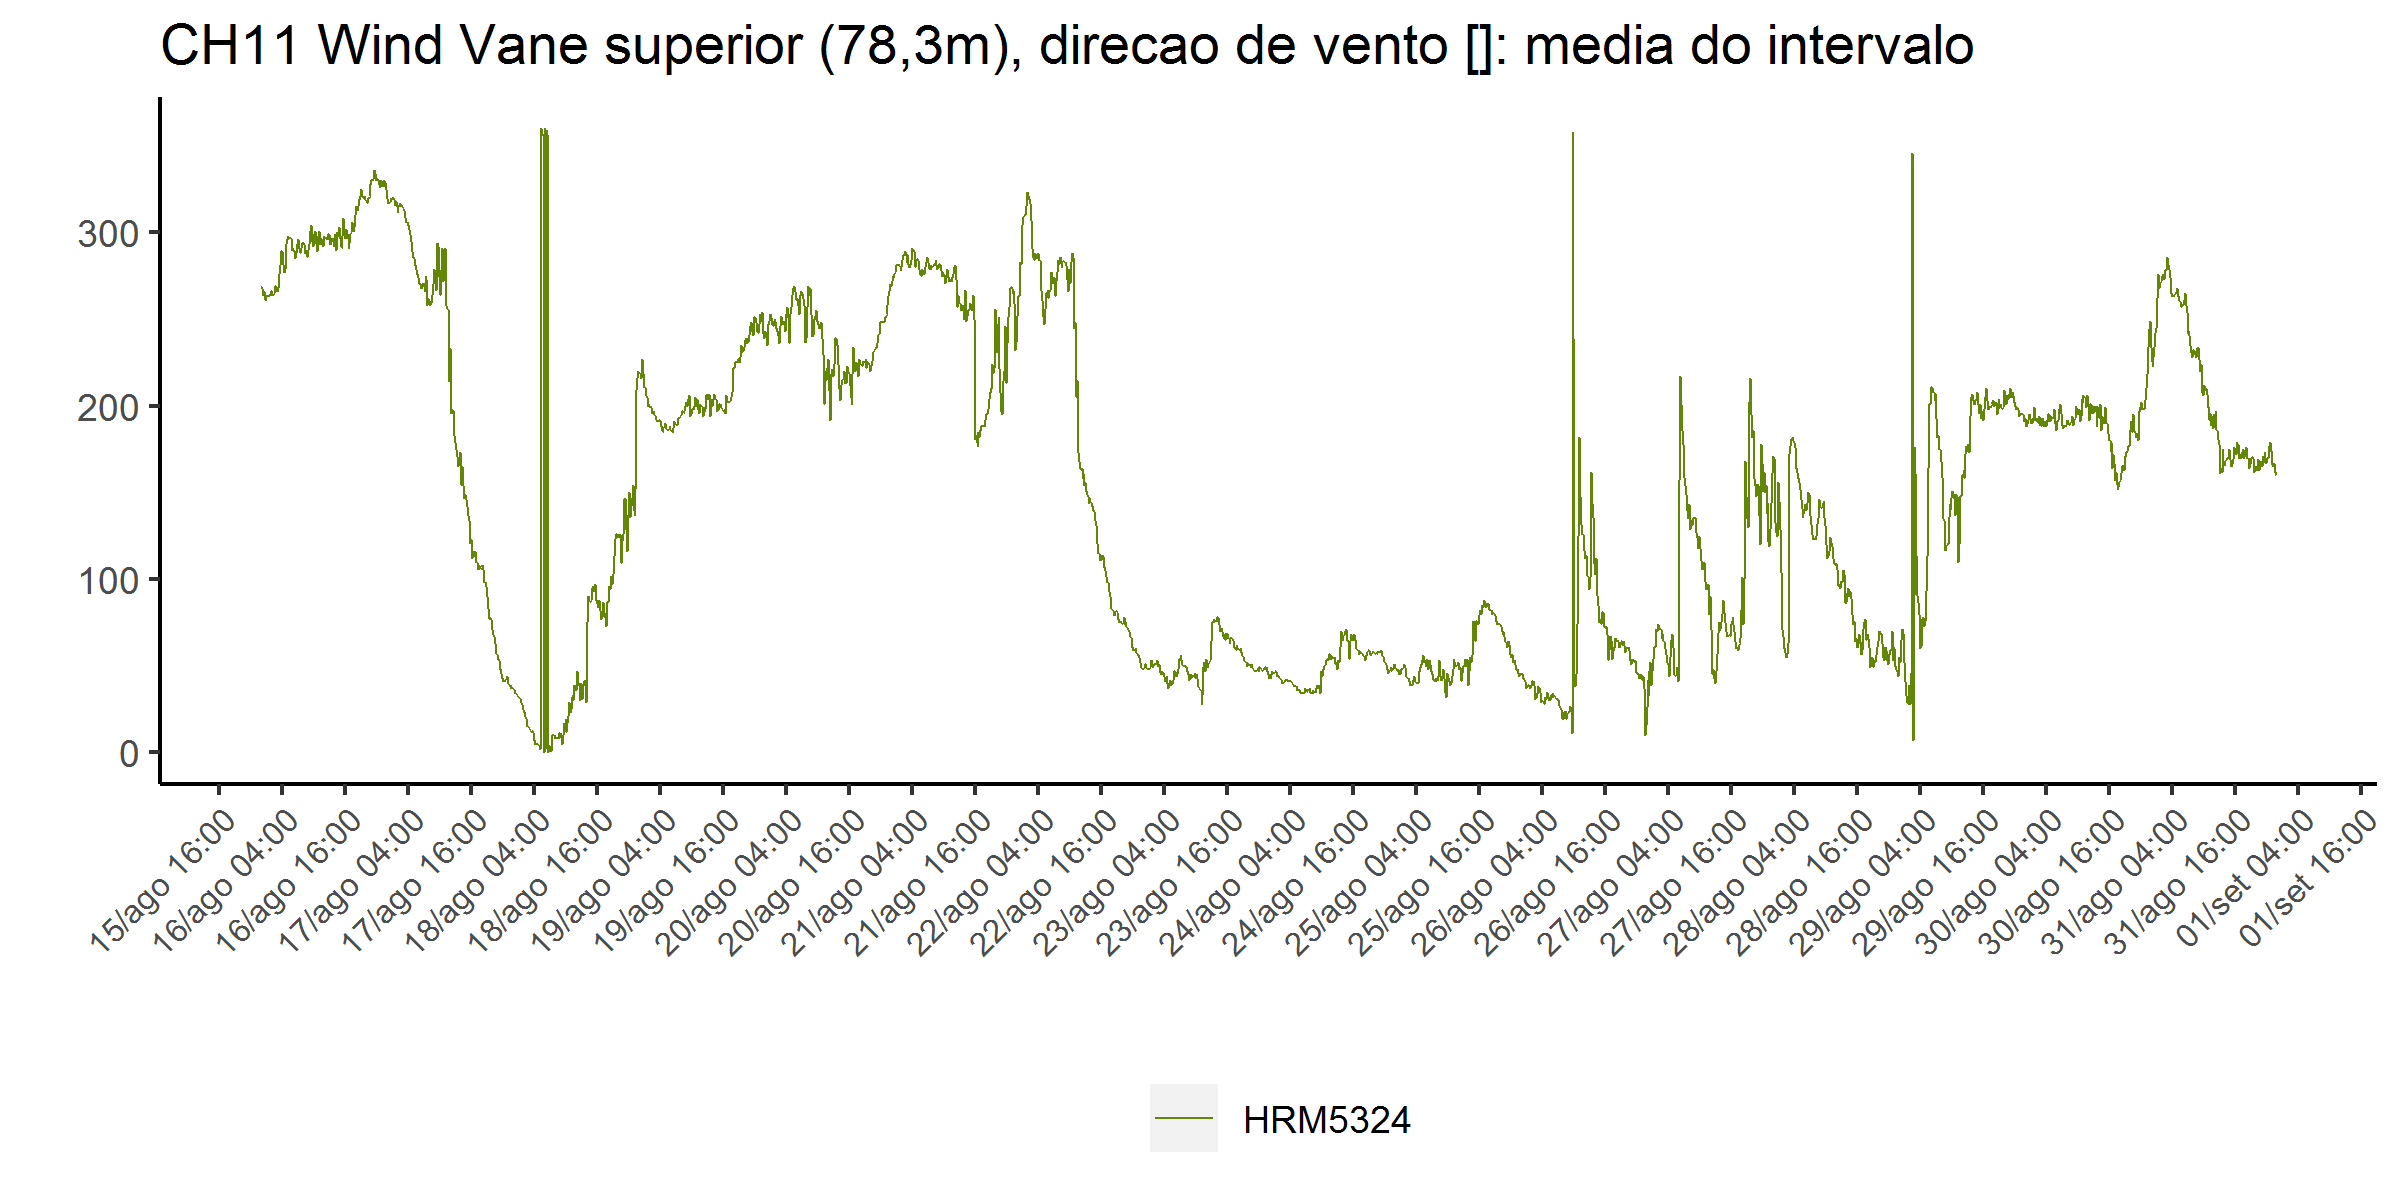 CH11 Wind Vane superior (78,3m), direcao de vento []: media do intervalo
300
200
100
0
15/ago 16:00
16/ago 04:00
16/ago 16:00
17/ago 04:00
17/ago 16:00
18/ago 04:00
18/ago 16:00
19/ago 04:00
19/ago 16:00
20/ago 04:00
20/ago 16:00
21/ago 04:00
21/ago 16:00
22/ago 04:00
22/ago 16:00
23/ago 04:00
23/ago 16:00
24/ago 04:00
24/ago 16:00
25/ago 04:00
25/ago 16:00
26/ago 04:00
26/ago 16:00
27/ago 04:00
27/ago 16:00
28/ago 04:00
28/ago 16:00
29/ago 04:00
29/ago 16:00
30/ago 04:00
30/ago 16:00
31/ago 04:00
31/ago 16:00
01/set 04:00
01/set 16:00
HRM5324